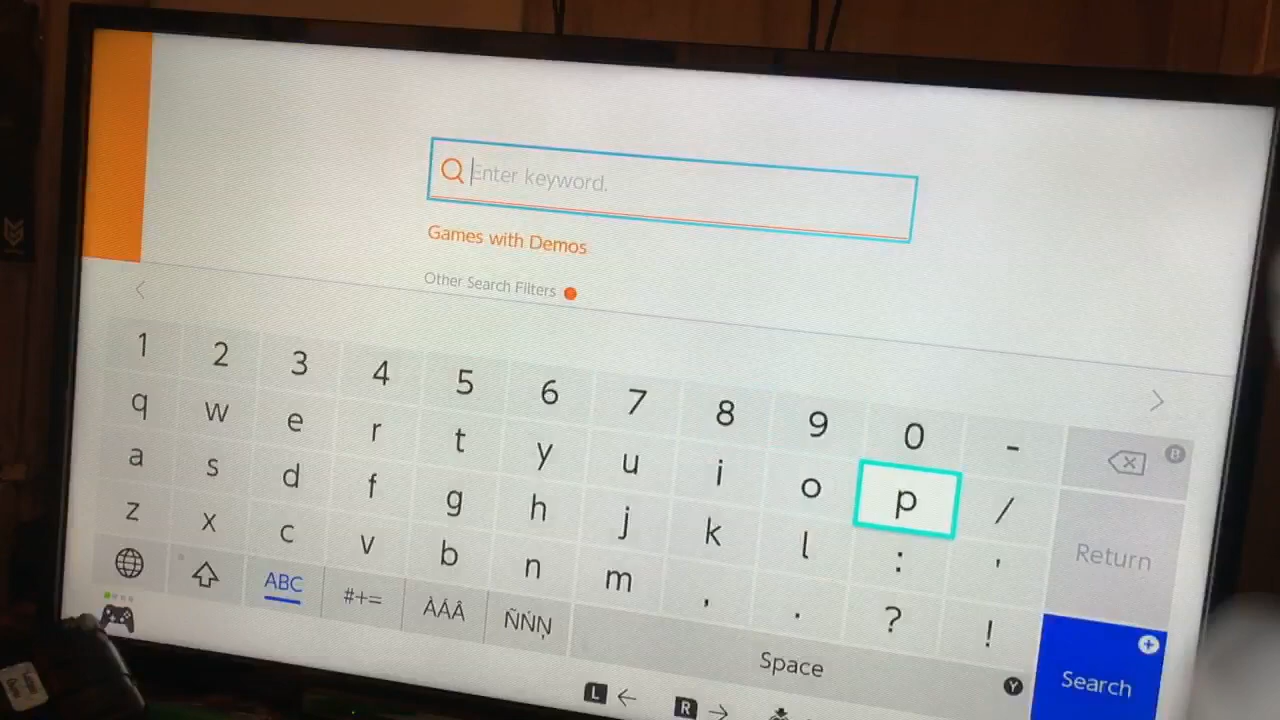 Enter keyword.
Games with Demos
Other Search Filters
1 2 3 4 5 6 7 8 9 0 -
q w e r t y u i o p /
a s d f g h j k l : '
z x c v b n m , . ? !
B
Return
ABC #+= ÀÁÂ ÑŃŅ Space Y
+
Search
L ← R →